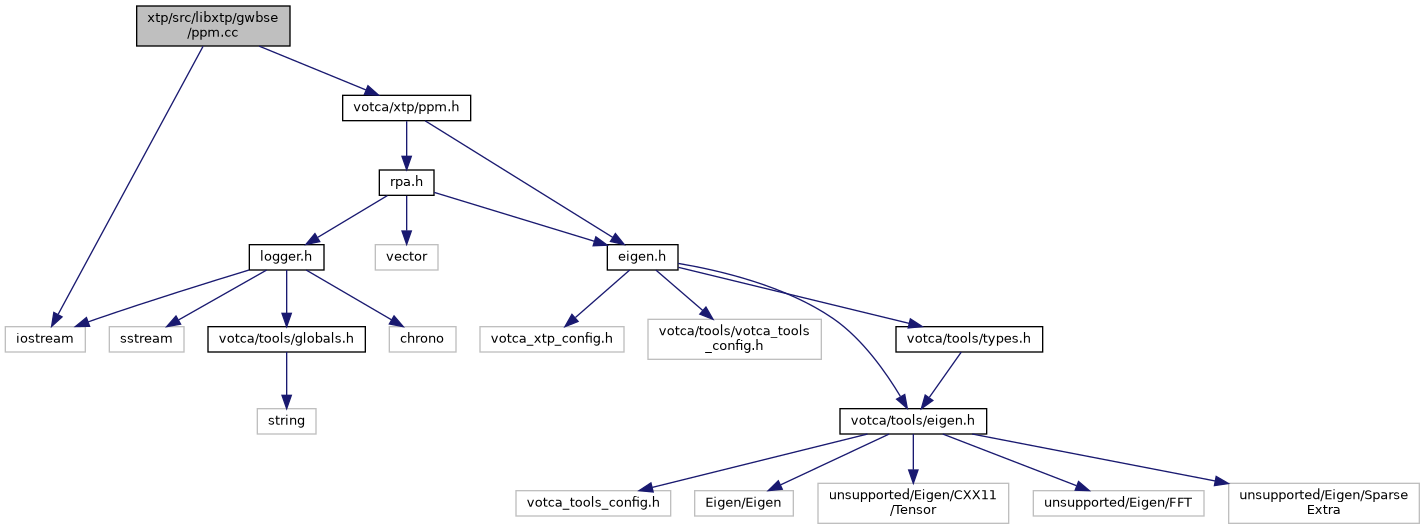 xtp/src/libxtp/gwbse
/ppm.cc
votca/xtp/ppm.h
rpa.h
logger.h
vector
eigen.h
iostream
sstream
votca/tools/globals.h
chrono
votca_xtp_config.h
votca/tools/votca_tools
_config.h
votca/tools/types.h
string
votca/tools/eigen.h
votca_tools_config.h
Eigen/Eigen
unsupported/Eigen/CXX11
/Tensor
unsupported/Eigen/FFT
unsupported/Eigen/Sparse
Extra